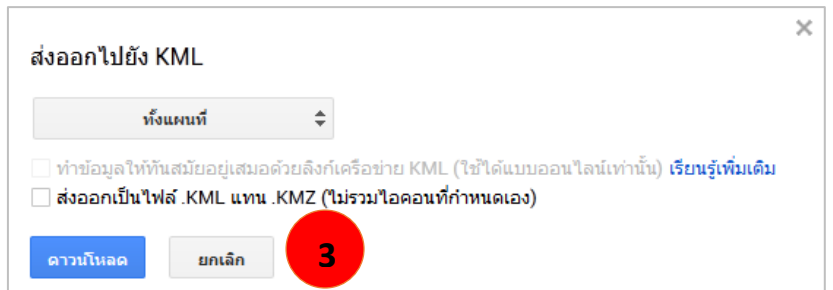 ส่งออกไปยัง KML
ทั้งแผนที่
ทำข้อมูลให้ทันสมัยอยู่เสมอด้วยลิงก์เครือข่าย KML (ใช้ได้แบบออนไลน์เท่านั้น) เรียนรู้เพิ่มเติม
ส่งออกเป็นไฟล์ .KML แทน .KMZ (ไม่รวมไอคอนที่กำหนดเอง)
ดาวน์โหลด ยกเลิก 3